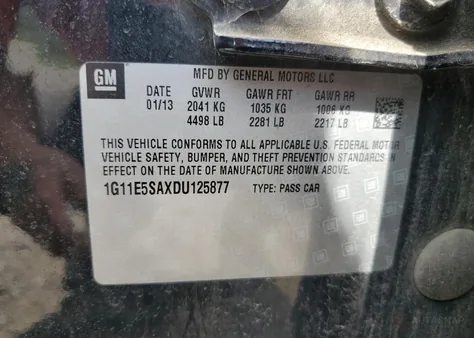 GM
MFD BY GENERAL MOTORS LLC
DATE GVWR GAWR FRT GAWR RR
01/13 2041 KG 1035 KG 1006 KG
4498 LB 2281 LB 2217 LB
THIS VEHICLE CONFORMS TO ALL APPLICABLE U.S. FEDERAL MOTOR
VEHICLE SAFETY, BUMPER, AND THEFT PREVENTION STANDARDS IN
EFFECT ON THE DATE OF MANUFACTURE SHOWN ABOVE.
1G11E5SAXDU125877 TYPE: PASS CAR